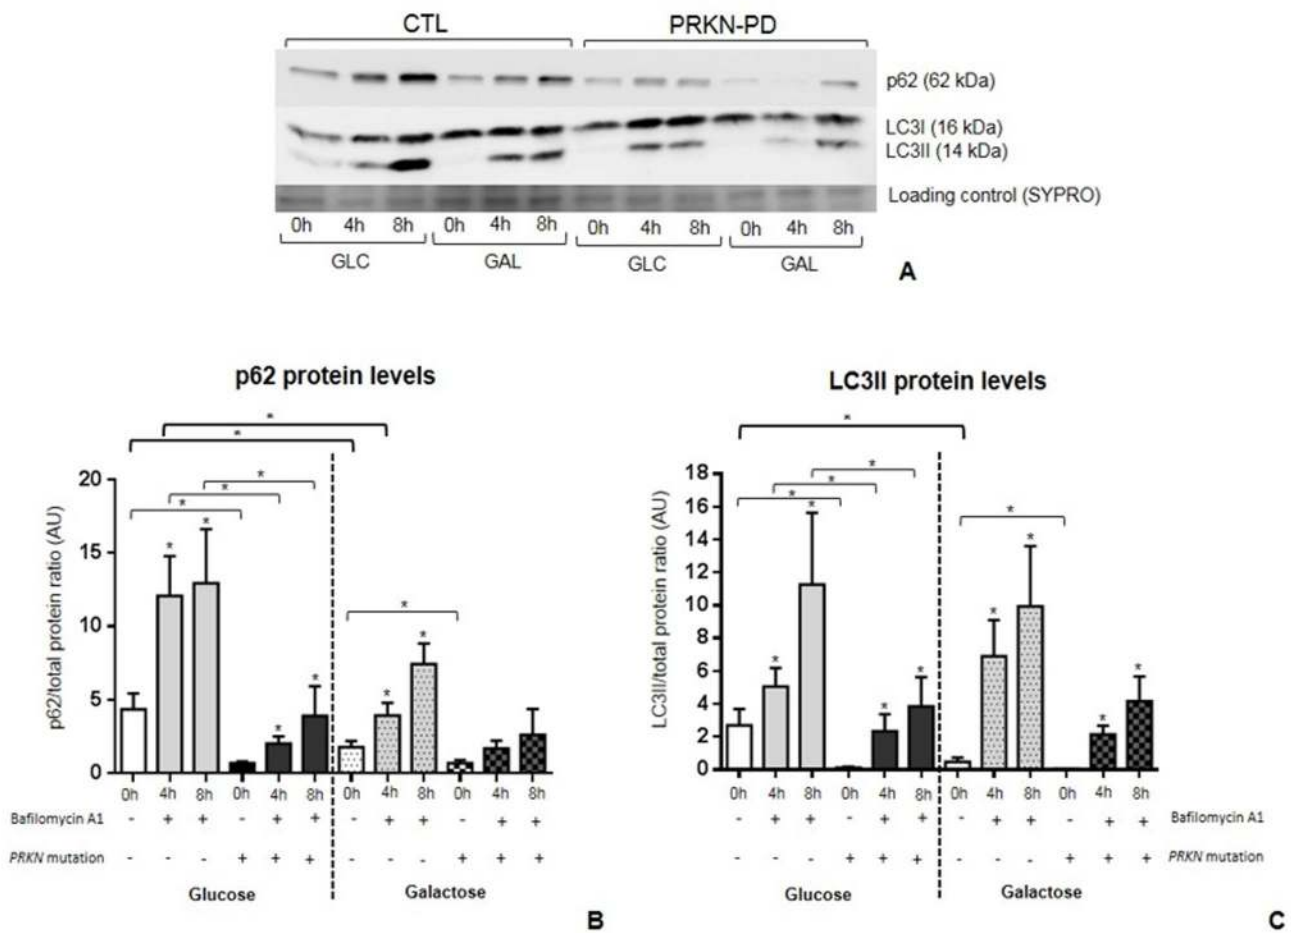 CTL PRKN-PD
p62 (62 kDa)
LC3I (16 kDa)
LC3II (14 kDa)
Loading control (SYPRO)
0h 4h 8h 0h 4h 8h 0h 4h 8h 0h 4h 8h
GLC GAL GLC GAL
A
p62 protein levels
*
*
20
15
10
5
0
p62/total protein ratio (AU)
* * *
* * * * * * *
*
0h 4h 8h 0h 4h 8h 0h 4h 8h 0h 4h 8h
Bafilomycin A1 - + + - + + - + + - + +
PRKN mutation - - - + + + - - - + + +
Glucose Galactose
B
LC3II protein levels
*
18
16
14
12
10
8
6
4
2
0
LC3II/total protein ratio (AU)
* * *
* * * * * * * *
*
0h 4h 8h 0h 4h 8h 0h 4h 8h 0h 4h 8h
- + + - + + - + + - + + Bafilomycin A1
- - - + + + - - - + + + PRKN mutation
Glucose Galactose
C